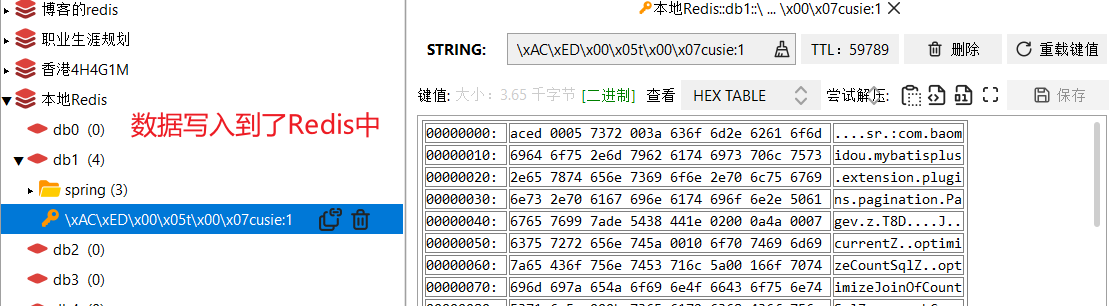 博客的redis
职业生涯规划
香港4H4G1M
本地Redis
db0 (0)
db1 (4)
spring (3)
\xAC\xED\x00\x05t\x00\x07cusie:1
db2 (0)
db3 (0)
数据写入到了Redis中
本地Redis::db1::\ ... \x00\x07cusie:1
STRING: \xAC\xED\x00\x05t\x00\x07cusie:1 TTL: 59789 删除 重载键值
键值: 大小: 3.65 千字节 [二进制] 查看 HEX TABLE 尝试解压: 保存
00000000: aced 0005 7372 003a 636f 6d2e 6261 6f6d ....sr.:com.baom
00000010: 6964 6f75 2e6d 7962 6174 6973 706c 7573 idou.mybatisplus
00000020: 2e65 7874 656e 7369 6f6e 2e70 6c75 6769 .extension.plugi
00000030: 6e73 2e70 6167 696e 6174 696f 6e2e 5061 ns.pagination.Pa
00000040: 6765 7699 7ade 5438 441e 0200 0a4a 0007 gev.z.T8D....J..
00000050: 6375 7272 656e 745a 0010 6f70 7469 6d69 currentZ..optimi
00000060: 7a65 436f 756e 7453 716c 5a00 166f 7074 zeCountSqlZ..opt
00000070: 696d 697a 654a 6f69 6e4f 6643 6f75 6e74 imizeJoinOfCount